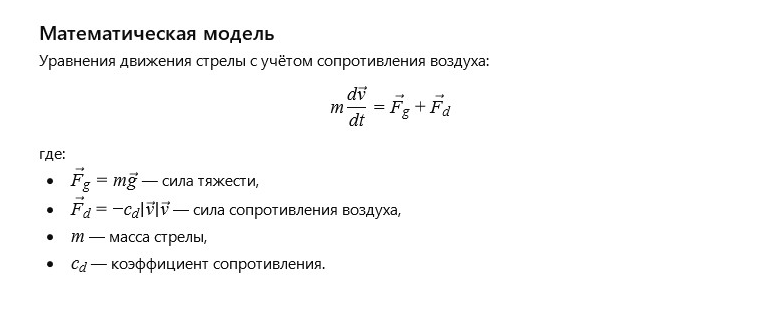 Математическая модель
Уравнения движения стрелы с учётом сопротивления воздуха:
$m\frac{d\vec{v}}{dt} = \vec{F}_g + \vec{F}_d$
где:
• $\vec{F}_g = m\vec{g}$ — сила тяжести,
• $\vec{F}_d = -c_d|\vec{v}|\vec{v}$ — сила сопротивления воздуха,
• $m$ — масса стрелы,
• $c_d$ — коэффициент сопротивления.